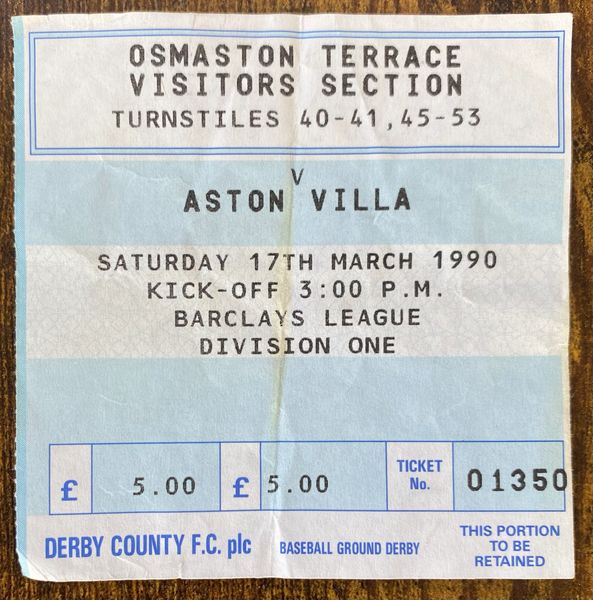 OSMASTON TERRACE
VISITORS SECTION
TURNSTILES 40-41,45-53
V
ASTON VILLA
SATURDAY 17TH MARCH 1990
KICK-OFF 3:00 P.M.
BARCLAYS LEAGUE
DIVISION ONE
£ 5.00 £ 5.00 TICKET No. 01350
DERBY COUNTY F.C. plc BASEBALL GROUND DERBY
THIS PORTION
TO BE
RETAINED